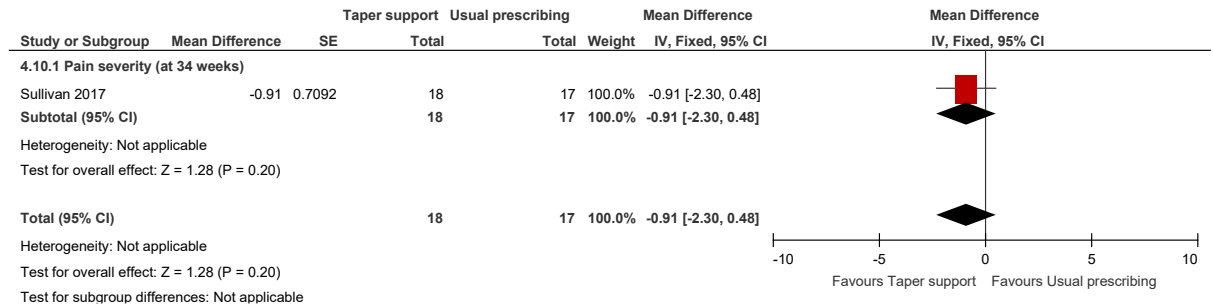 Taper support Usual prescribing Mean Difference Mean Difference
Study or Subgroup Mean Difference SE Total Total Weight IV, Fixed, 95% CI IV, Fixed, 95% CI
4.10.1 Pain severity (at 34 weeks)
Sullivan 2017 -0.91 0.7092 18 17 100.0% -0.91 [-2.30, 0.48]
Subtotal (95% CI) 18 17 100.0% -0.91 [-2.30, 0.48]
Heterogeneity: Not applicable
Test for overall effect: Z = 1.28 (P = 0.20)
Total (95% CI) 18 17 100.0% -0.91 [-2.30, 0.48]
Heterogeneity: Not applicable
Test for overall effect: Z = 1.28 (P = 0.20)
Test for subgroup differences: Not applicable
-10 -5 0 5 10
Favours Taper support Favours Usual prescribing